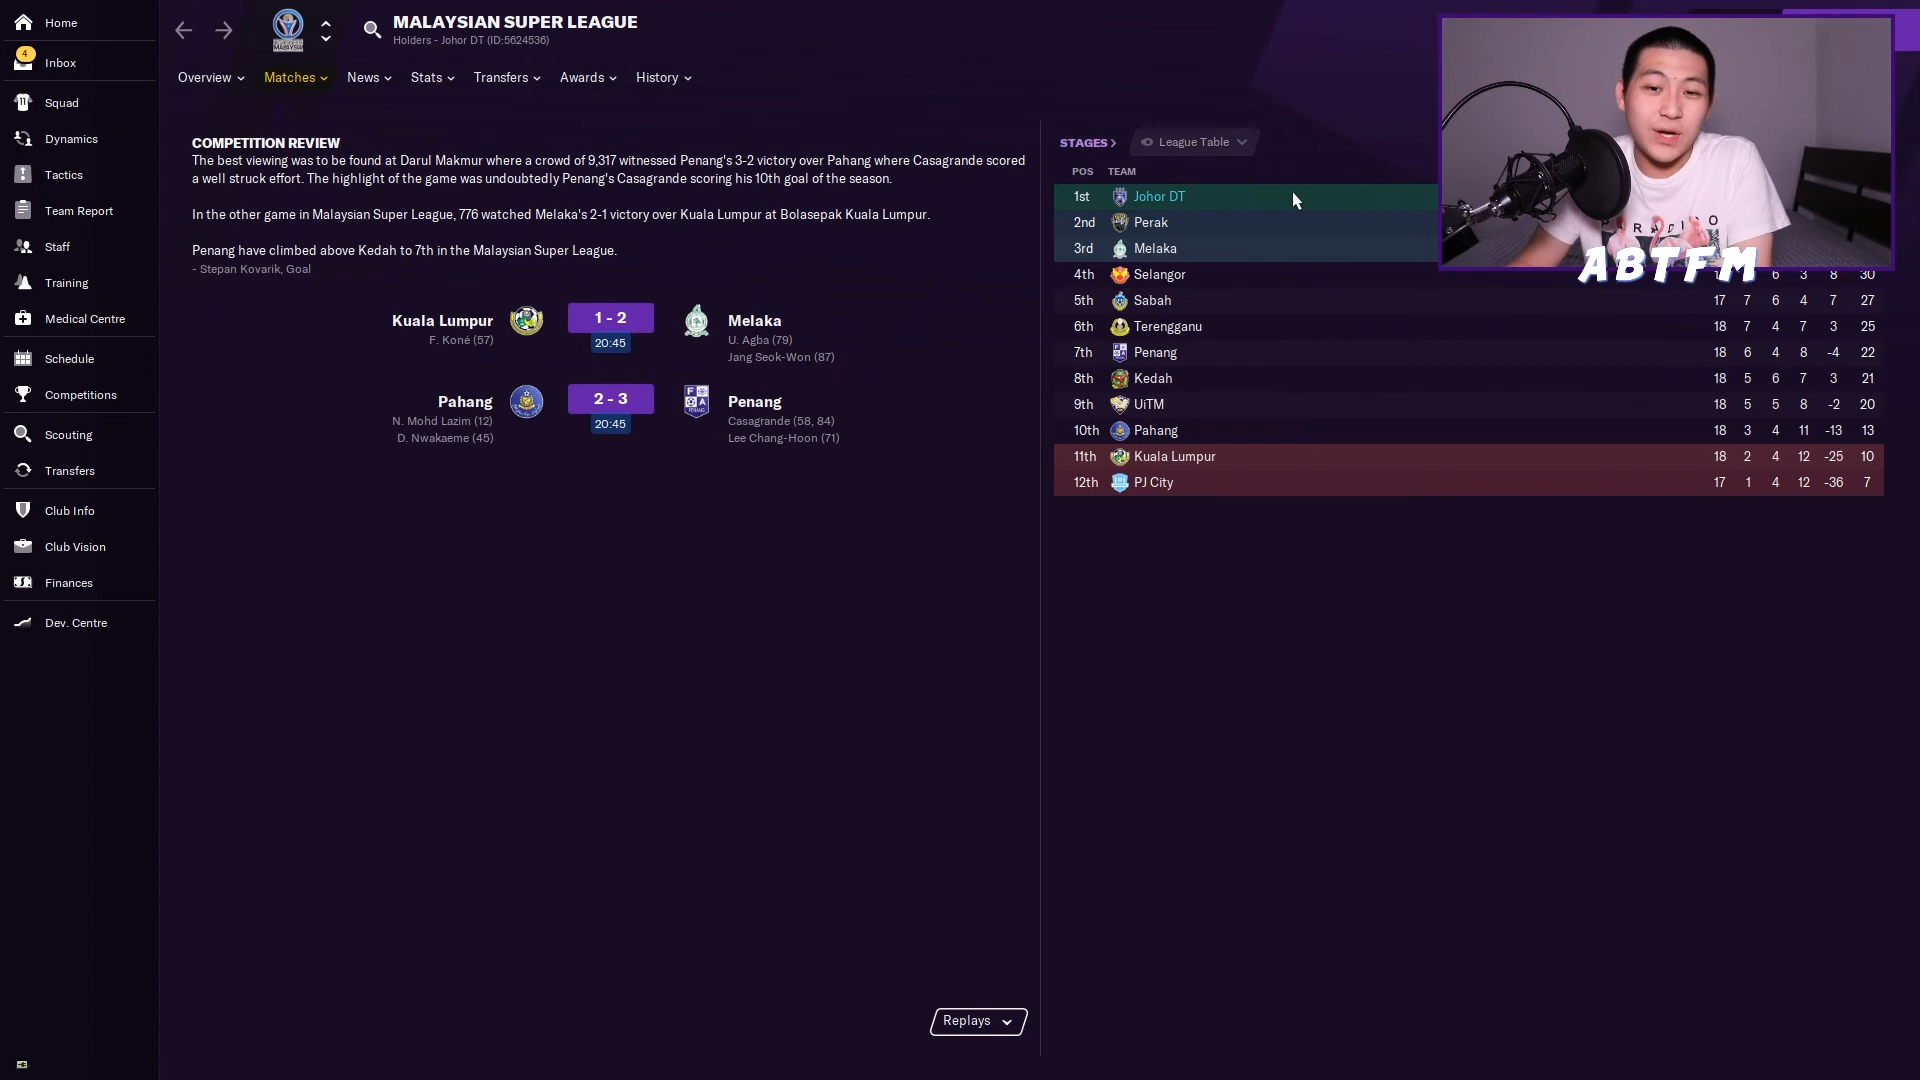 Home
4
Inbox
Squad
Dynamics
Tactics
Team Report
Staff
Training
Medical Centre
Schedule
Competitions
Scouting
Transfers
Club Info
Club Vision
Finances
Dev. Centre
MALAYSIAN SUPER LEAGUE
Holders - Johor DT (ID:5624536)
Overview Matches News Stats Transfers Awards History
COMPETITION REVIEW
The best viewing was to be found at Darul Makmur where a crowd of 9,317 witnessed Penang's 3-2 victory over Pahang where Casagrande scored
a well struck effort. The highlight of the game was undoubtedly Penang's Casagrande scoring his 10th goal of the season.
In the other game in Malaysian Super League, 776 watched Melaka's 2-1 victory over Kuala Lumpur at Bolasepak Kuala Lumpur.
Penang have climbed above Kedah to 7th in the Malaysian Super League.
- Stepan Kovarik, Goal
Kuala Lumpur 1 - 2 Melaka
F. Koné (57) 20:45 U. Agba (79)
Jang Seok-Won (87)
Pahang 2 - 3 Penang
N. Mohd Lazim (12) 20:45 Casagrande (58, 84)
D. Nwakaeme (45) Lee Chang-Hoon (71)
Replays
STAGES> League Table
POS TEAM
1st Johor DT
2nd Perak
3rd Melaka
4th Selangor 6 3 8 30
5th Sabah 17 7 6 4 7 27
6th Terengganu 18 7 4 7 3 25
7th Penang 18 6 4 8 -4 22
8th Kedah 18 5 6 7 3 21
9th UiTM 18 5 5 8 -2 20
10th Pahang 18 3 4 11 -13 13
11th Kuala Lumpur 18 2 4 12 -25 10
12th PJ City 17 1 4 12 -36 7
ABTFM